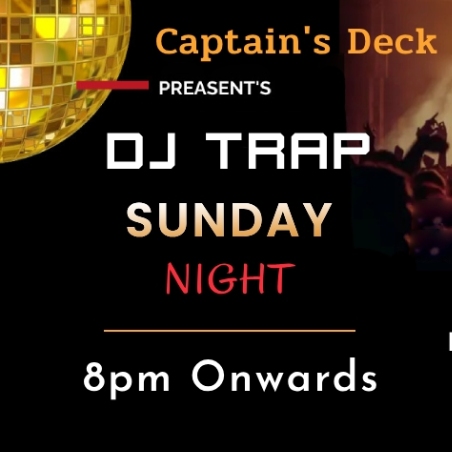 Captain's Deck
PREASENT'S
DJ TRAP
SUNDAY
NIGHT
8pm Onwards